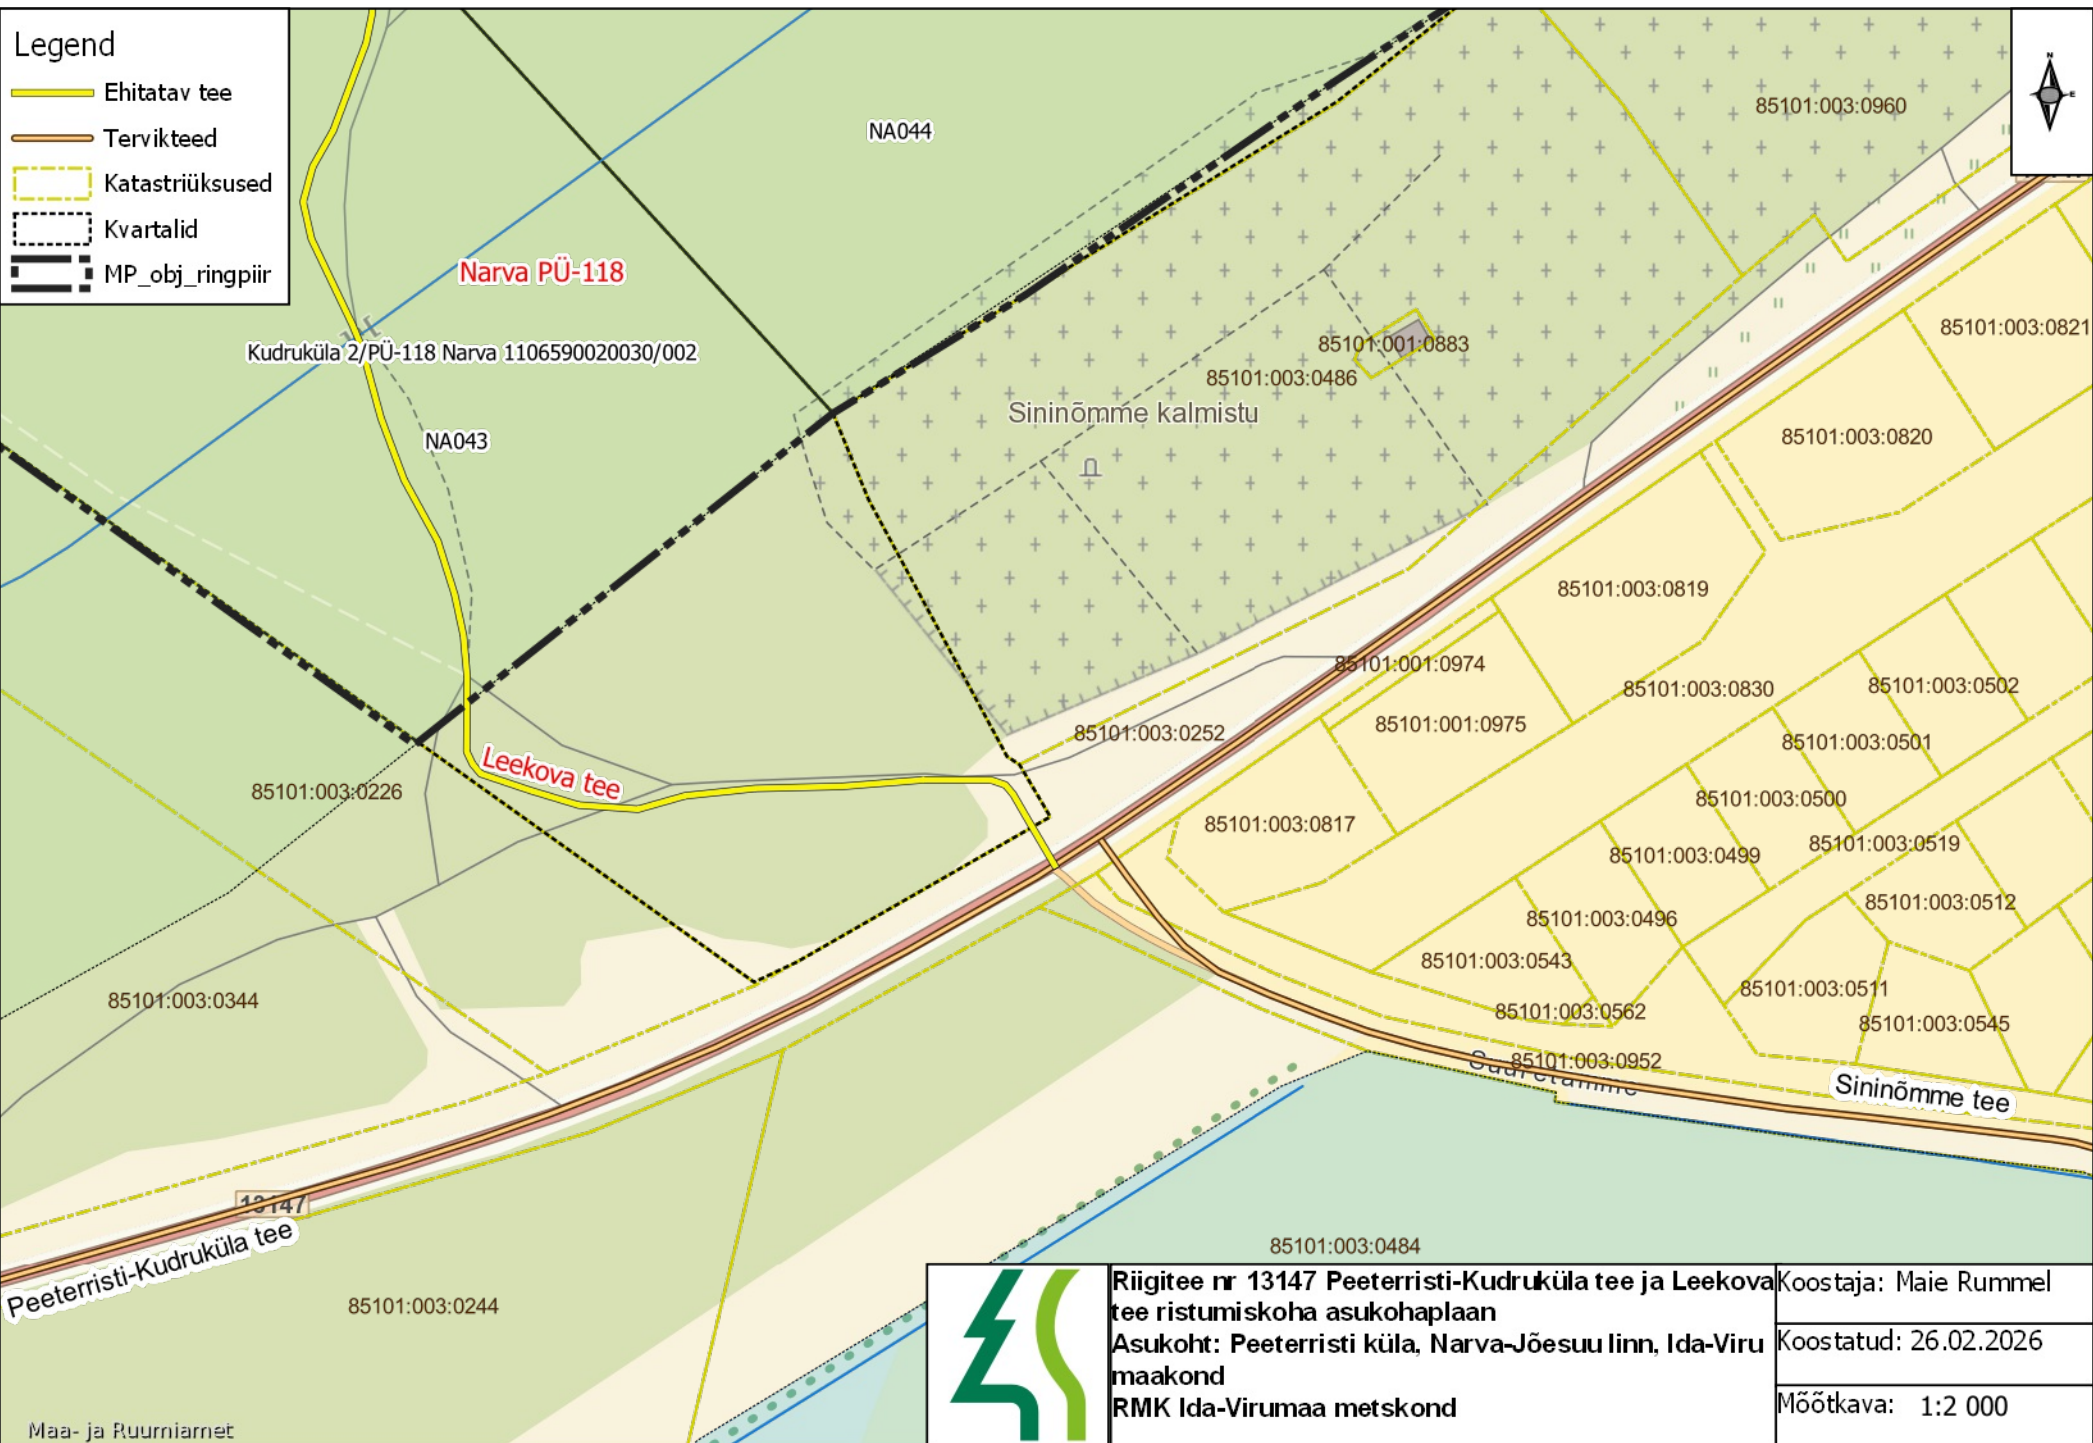 Legend
Ehitatav tee
Tervikteed
Katastriüksused
Kvartalid
MP_obj_ringpiir
N
E
NA044
85101:003:0960
Narva PÜ-118
85101:003:0821
Kudruküla 2/PÜ-118 Narva 1106590020030/002
85101:001:0883
85101:003:0486
Sininõmme kalmistu
NA043
85101:003:0820
85101:003:0819
85101:001:0974
85101:003:0830
85101:003:0502
85101:001:0975
85101:003:0252
85101:003:0501
Leekova tee
85101:003:0226
85101:003:0500
85101:003:0817
85101:003:0519
85101:003:0499
85101:003:0512
85101:003:0496
85101:003:0543
85101:003:0511
85101:003:0344
85101:003:0562
85101:003:0545
85101:003:0952
Sininõmme tee
13147
Peeterristi-Kudruküla tee
85101:003:0484
85101:003:0244
Riigitee nr 13147 Peeterristi-Kudruküla tee ja Leekova
tee ristumiskoha asukohaplaan
Asukoht: Peeterristi küla, Narva-Jõesuu linn, Ida-Viru
maakond
RMK Ida-Virumaa metskond
Koostaja: Maie Rummel
Koostatud: 26.02.2026
Mõõtkava: 1:2 000
Maa- ja Ruumiamet